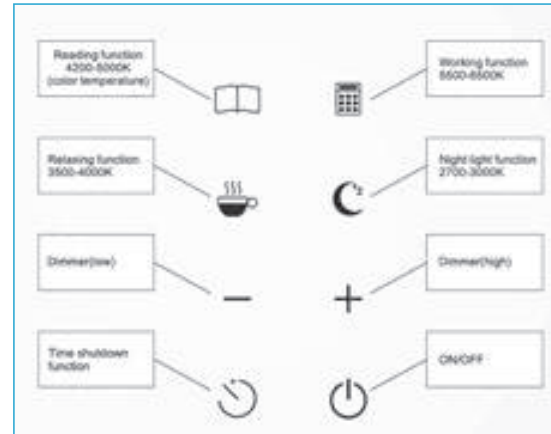 Reading function
4200-5000K
(color temperature)
Working function
5500-6500K
Relaxing function
3500-4000K
Night light function
2700-3000K
Dimmer(low)
Dimmer(high)
Time shutdown
function
ON/OFF